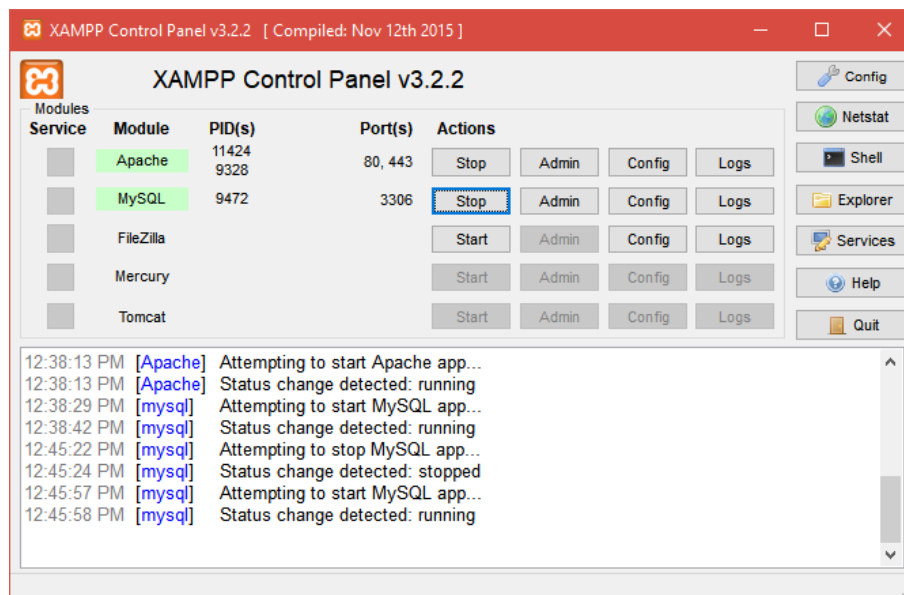 XAMPP Control Panel v3.2.2 [ Compiled: Nov 12th 2015 ]
XAMPP Control Panel v3.2.2
Config
Modules
Service Module PID(s) Port(s) Actions
Netstat
Apache 11424 9328 80, 443 Stop Admin Config Logs
Shell
MySQL 9472 3306 Stop Admin Config Logs
Explorer
FileZilla Start Admin Config Logs
Services
Mercury Start Admin Config Logs
Help
Tomcat Start Admin Config Logs
Quit
12:38:13 PM [Apache] Attempting to start Apache app...
12:38:13 PM [Apache] Status change detected: running
12:38:29 PM [mysql] Attempting to start MySQL app...
12:38:42 PM [mysql] Status change detected: running
12:45:22 PM [mysql] Attempting to stop MySQL app...
12:45:24 PM [mysql] Status change detected: stopped
12:45:57 PM [mysql] Attempting to start MySQL app...
12:45:58 PM [mysql] Status change detected: running